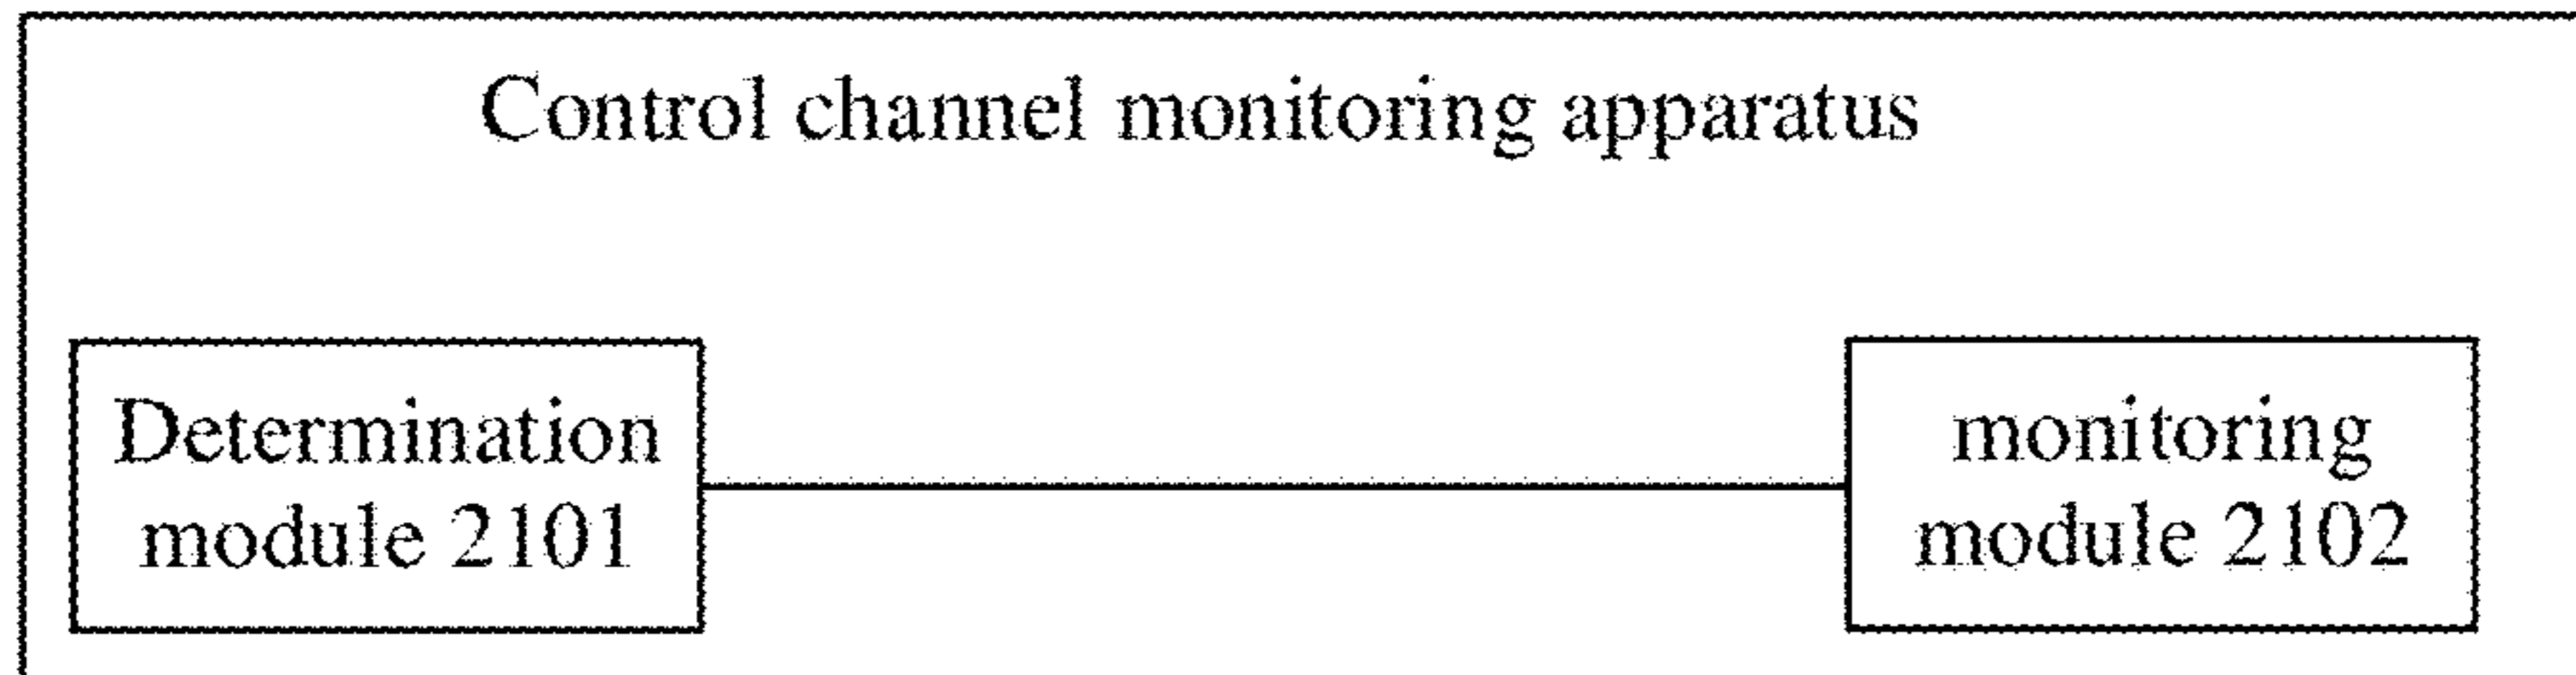 Control channel monitoring apparatus
Determination
module 2101
monitoring
module 2102